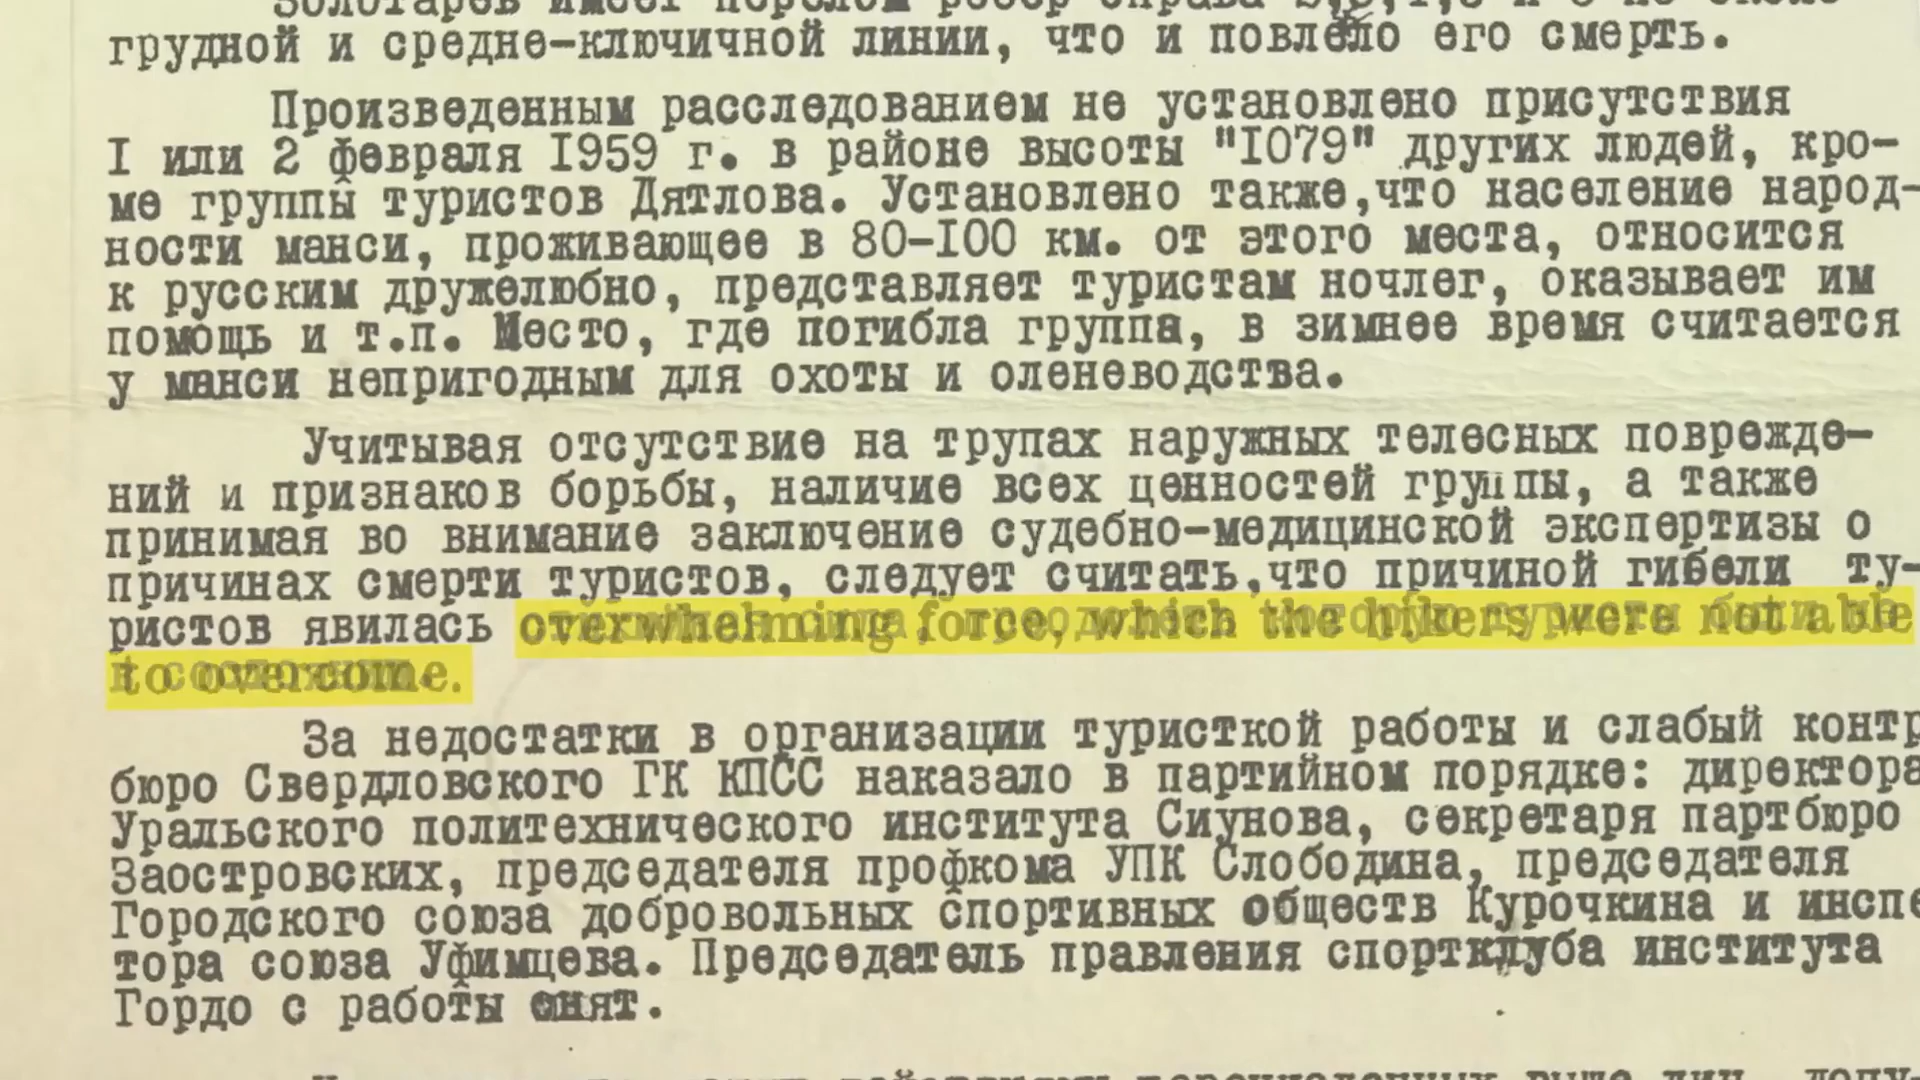 грудной и средне-ключичной линии, что и повлекло его смерть.
Произведенным расследованием не установлено присутствия
I или 2 февраля I959 г. в районе высоты "I079" других людей, кро-
ме группы туристов Дятлова. Установлено также,что население народ-
ности манси, проживающее в 80-I00 км. от этого места, относится
к русским дружелюбно, представляет туристам ночлег, оказывает им
помощь и т.п. Место, где погибла группа, в зимнее время считается
у манси непригодным для охоты и оленеводства.
Учитывая отсутствие на трупах наружных телесных поврежде-
ний и признаков борьбы, наличие всех ценностей группы, а также
принимая во внимание заключение судебно-медицинской экспертизы о
причинах смерти туристов, следует считать,что причиной гибели ту-
ристов явилась overwhelming force, which the hikers were not able
to overcome.
За недостатки в организации туристкой работы и слабый контр
бюро Свердловского ГК КПСС наказало в партийном порядке: директора
Уральского политехнического института Сиунова, секретаря партбюро
Заостровских, председателя профкома УПК Слободина, председателя
Городского союза добровольных спортивных обществ Курочкина и инспе
тора союза Уфимцева. Председатель правления спортклуба института
Гордо с работы снят.